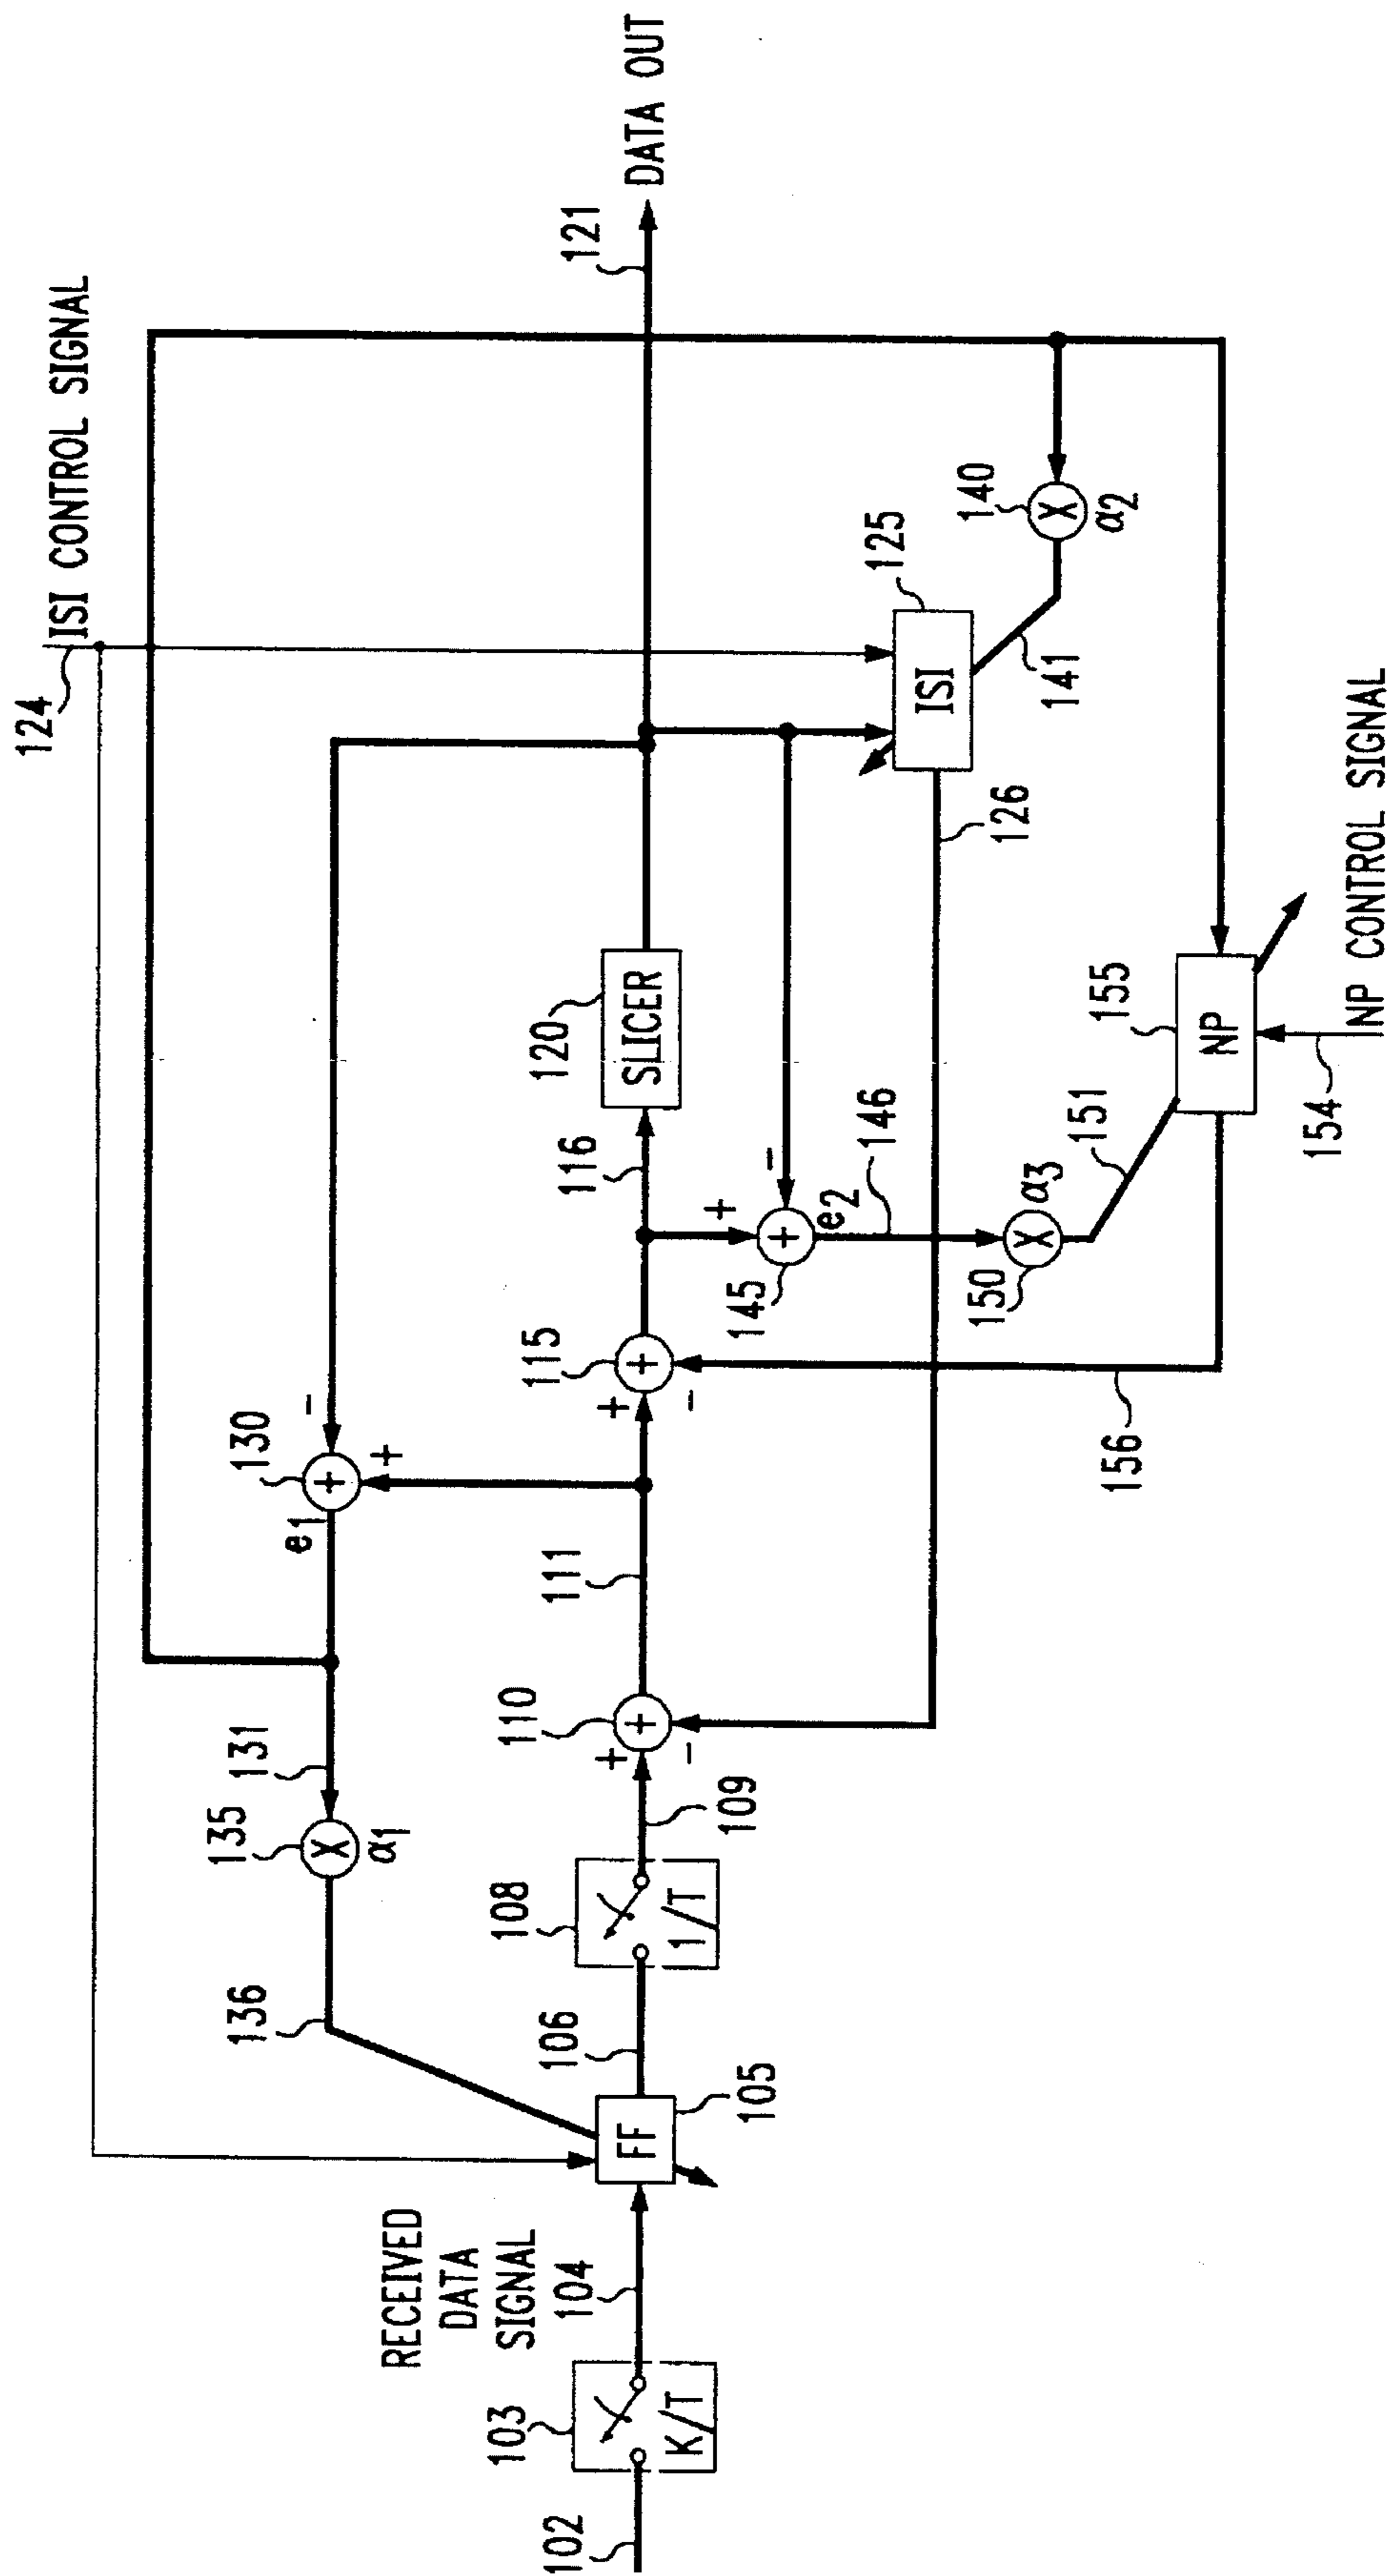 124
ISI CONTROL SIGNAL
RECEIVED
DATA
SIGNAL
136
135
α1
131
e1
130
-
+
121
DATA OUT
102
103
K/T
104
FF
105
106
108
1/T
109
+
-
110
+
111
+
-
115
+
116
120
SLICER
+
-
145
+
e2
146
125
ISI
126
141
140
X
α2
150
X
α3
151
155
NP
154
NP CONTROL SIGNAL
156
X
+